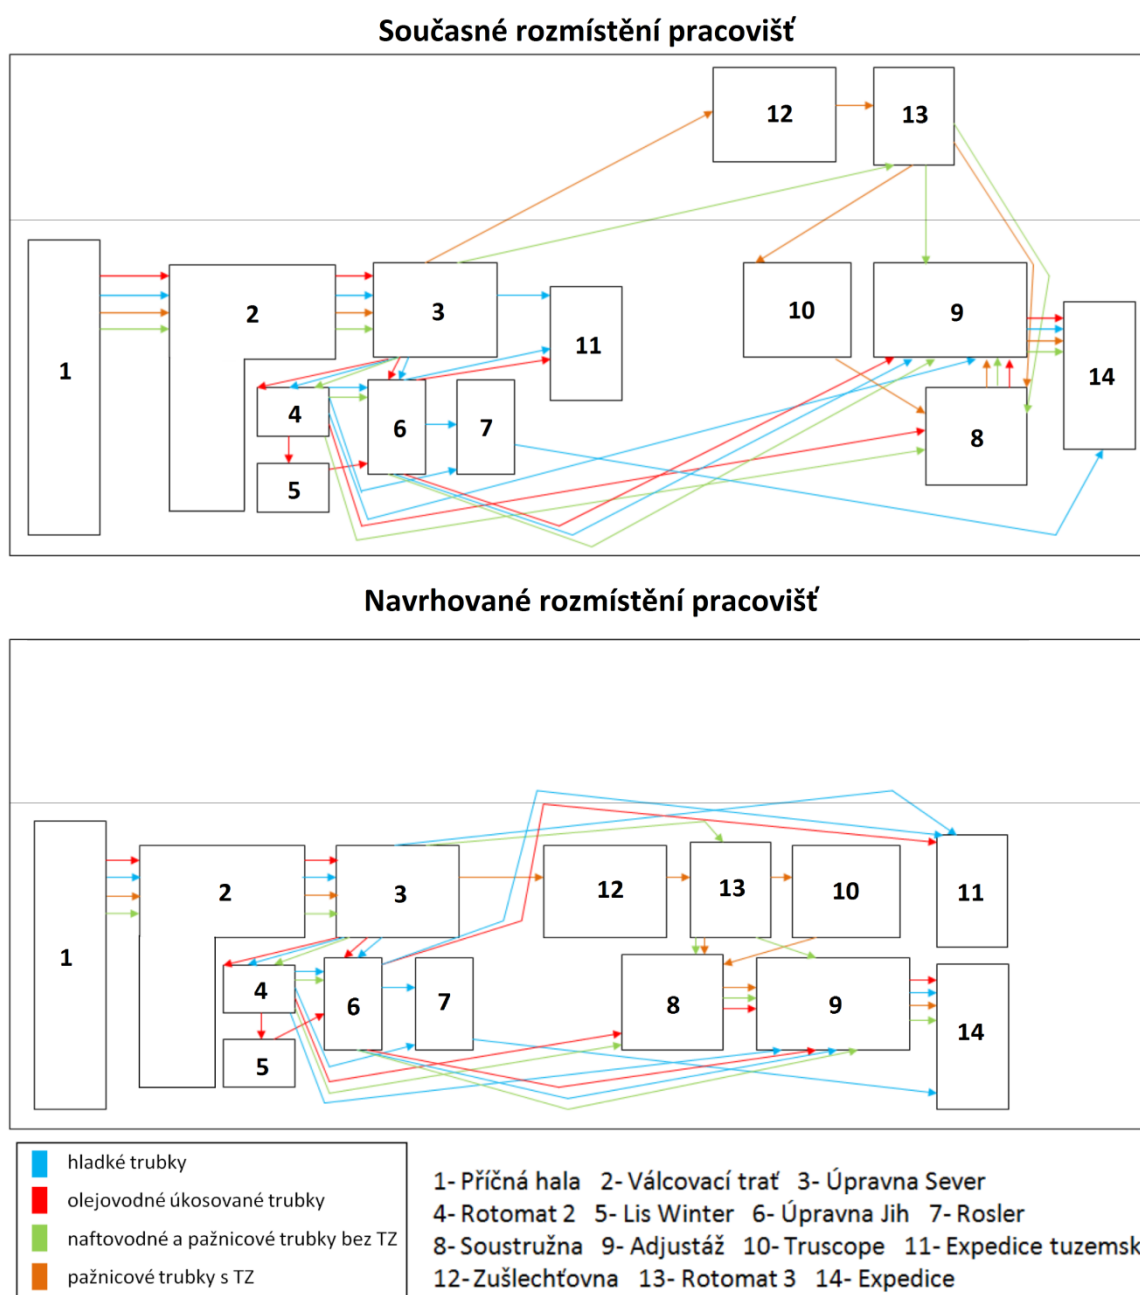 Současné rozmístění pracovišť
12
13
1
2
3
11
10
9
14
4
6
7
8
5
Navrhované rozmístění pracovišť
1
2
3
12
13
10
11
4
6
7
8
9
14
5
hladké trubky
olejovodné úkosované trubky
naftovodné a pažnicové trubky bez TZ
pažnicové trubky s TZ
1- Příčná hala 2- Válcovací trať 3- Úpravna Sever
4- Rotomat 2 5- Lis Winter 6- Úpravna Jih 7- Rosler
8- Soustružna 9- Adjustáž 10- Truscope 11- Expedice tuzemsk
12- Zušlechťovna 13- Rotomat 3 14- Expedice